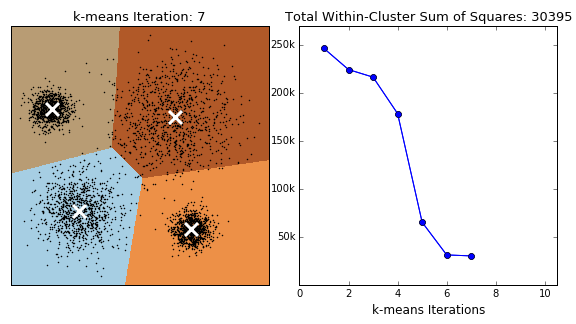 k-means Iteration: 7
Total Within-Cluster Sum of Squares: 30395
250k
200k
150k
100k
50k
0 2 4 6 8 10
k-means Iterations